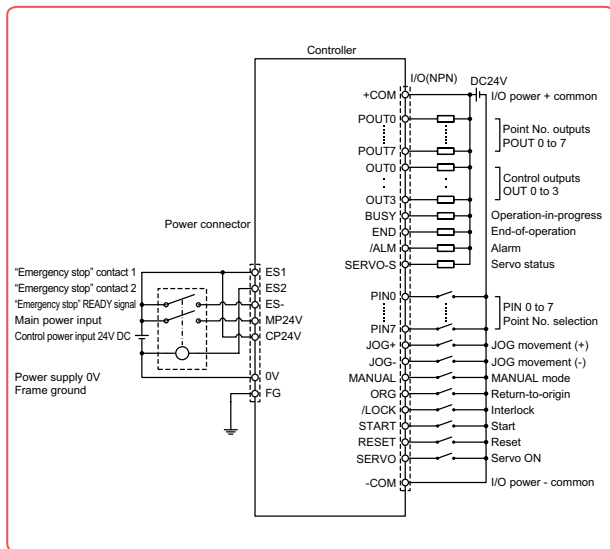 Controller
I/O(NPN)
DC24V
+COM
I/O power + common
POUT0
Point No. outputs
POUT 0 to 7
POUT7
OUT0
Control outputs
OUT 0 to 3
OUT3
Power connector
BUSY
Operation-in-progress
END
End-of-operation
/ALM
Alarm
SERVO-S
Servo status
"Emergency stop" contact 1
ES1
"Emergency stop" contact 2
ES2
"Emergency stop" READY signal
ES-
Main power input
MP24V
Control power input 24V DC
CP24V
PIN0
PIN 0 to 7
Point No. selection
PIN7
JOG+
JOG movement (+)
JOG-
JOG movement (-)
Power supply 0V
0V
MANUAL
MANUAL mode
Frame ground
FG
ORG
Return-to-origin
/LOCK
Interlock
START
Start
RESET
Reset
SERVO
Servo ON
-COM
I/O power - common